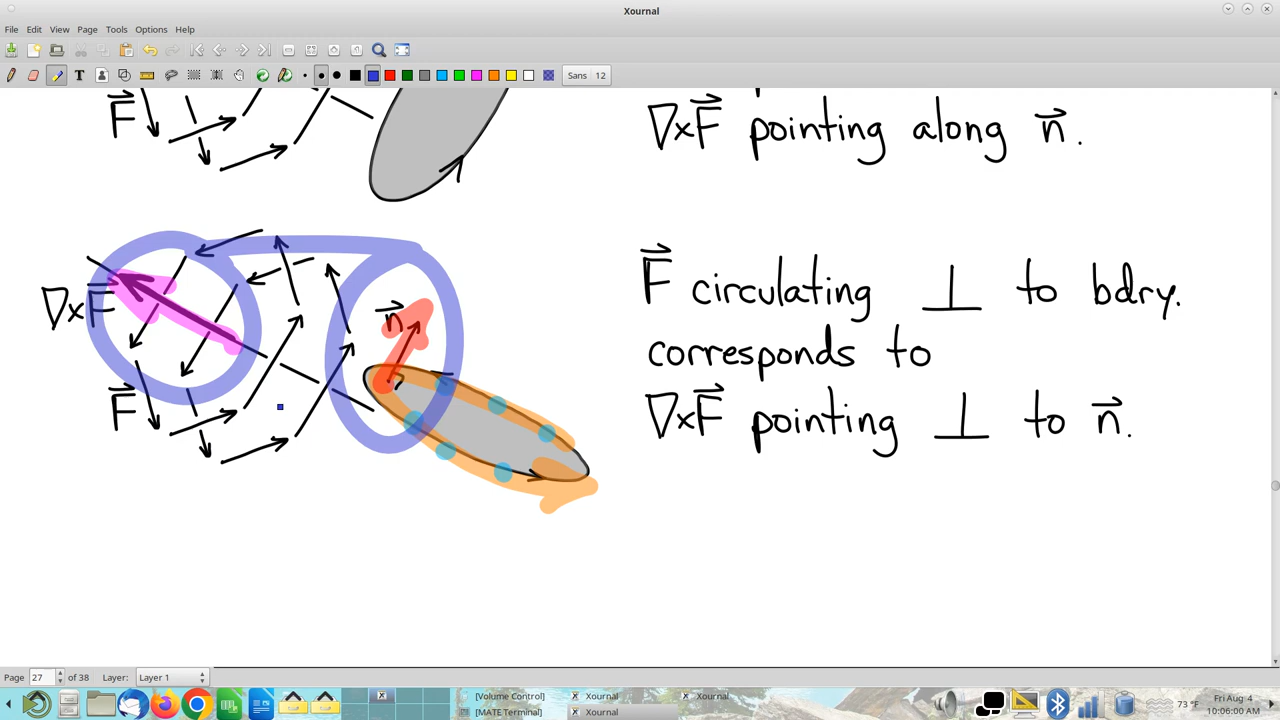 Xournal
File Edit View Page Tools Options Help
Sans 12
F⃗
∇×F⃗ pointing along n⃗.
F⃗ circulating ⊥ to bdry.
∇×F⃗
n⃗
corresponds to
F⃗
∇×F⃗ pointing ⊥ to n⃗.
Page 27 of 38 Layer: Layer 1
[Volume Control] Xournal Xournal
[MATE Terminal] Xournal
73 °F
Fri Aug 4
10:06:00 AM